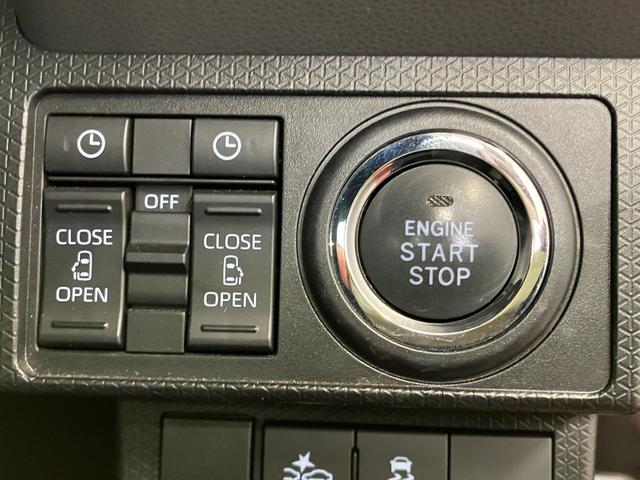 OFF
CLOSE
OPEN
CLOSE
OPEN
ENGINE
START
STOP